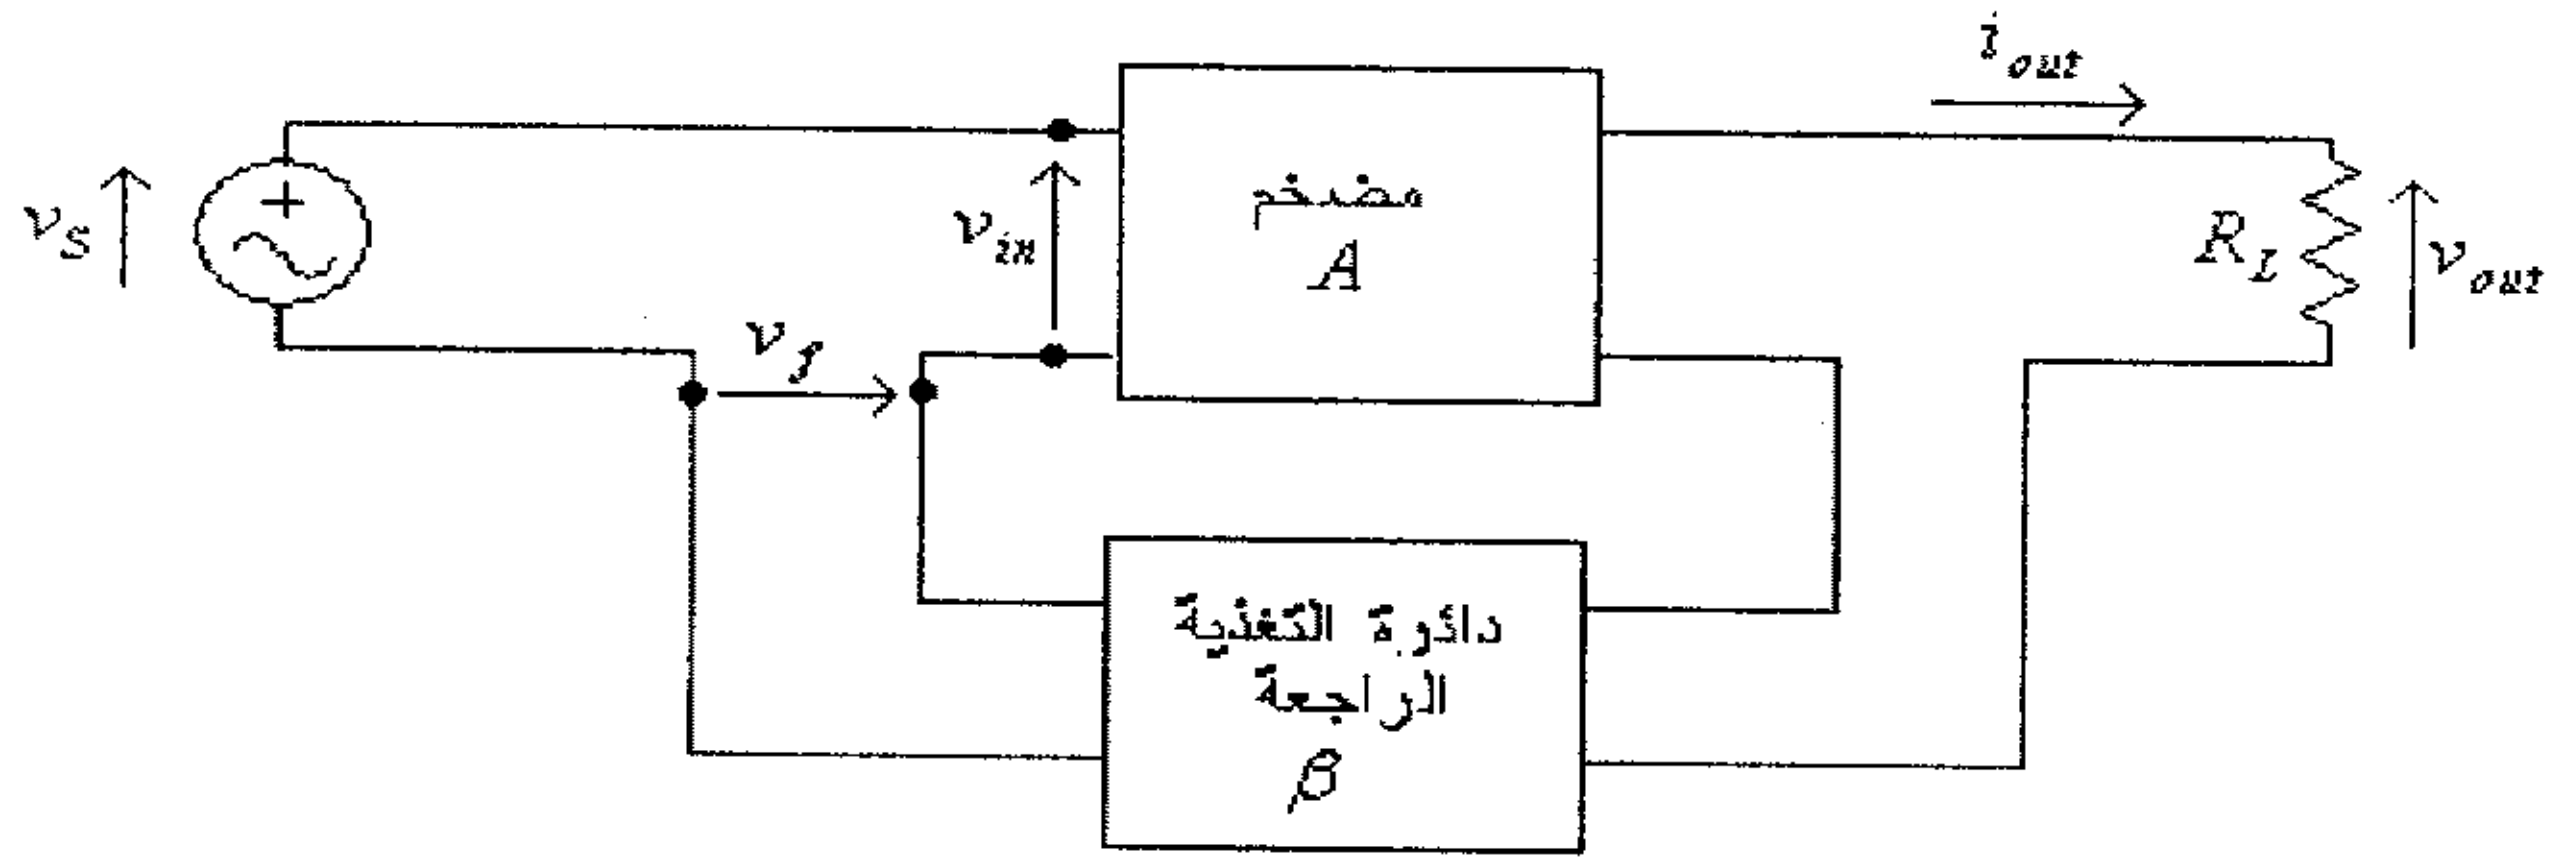 i_out
v_S
+
v_in
مضخم
A
R_L
v_out
v_f
دائرة التغذية
الراجعة
β